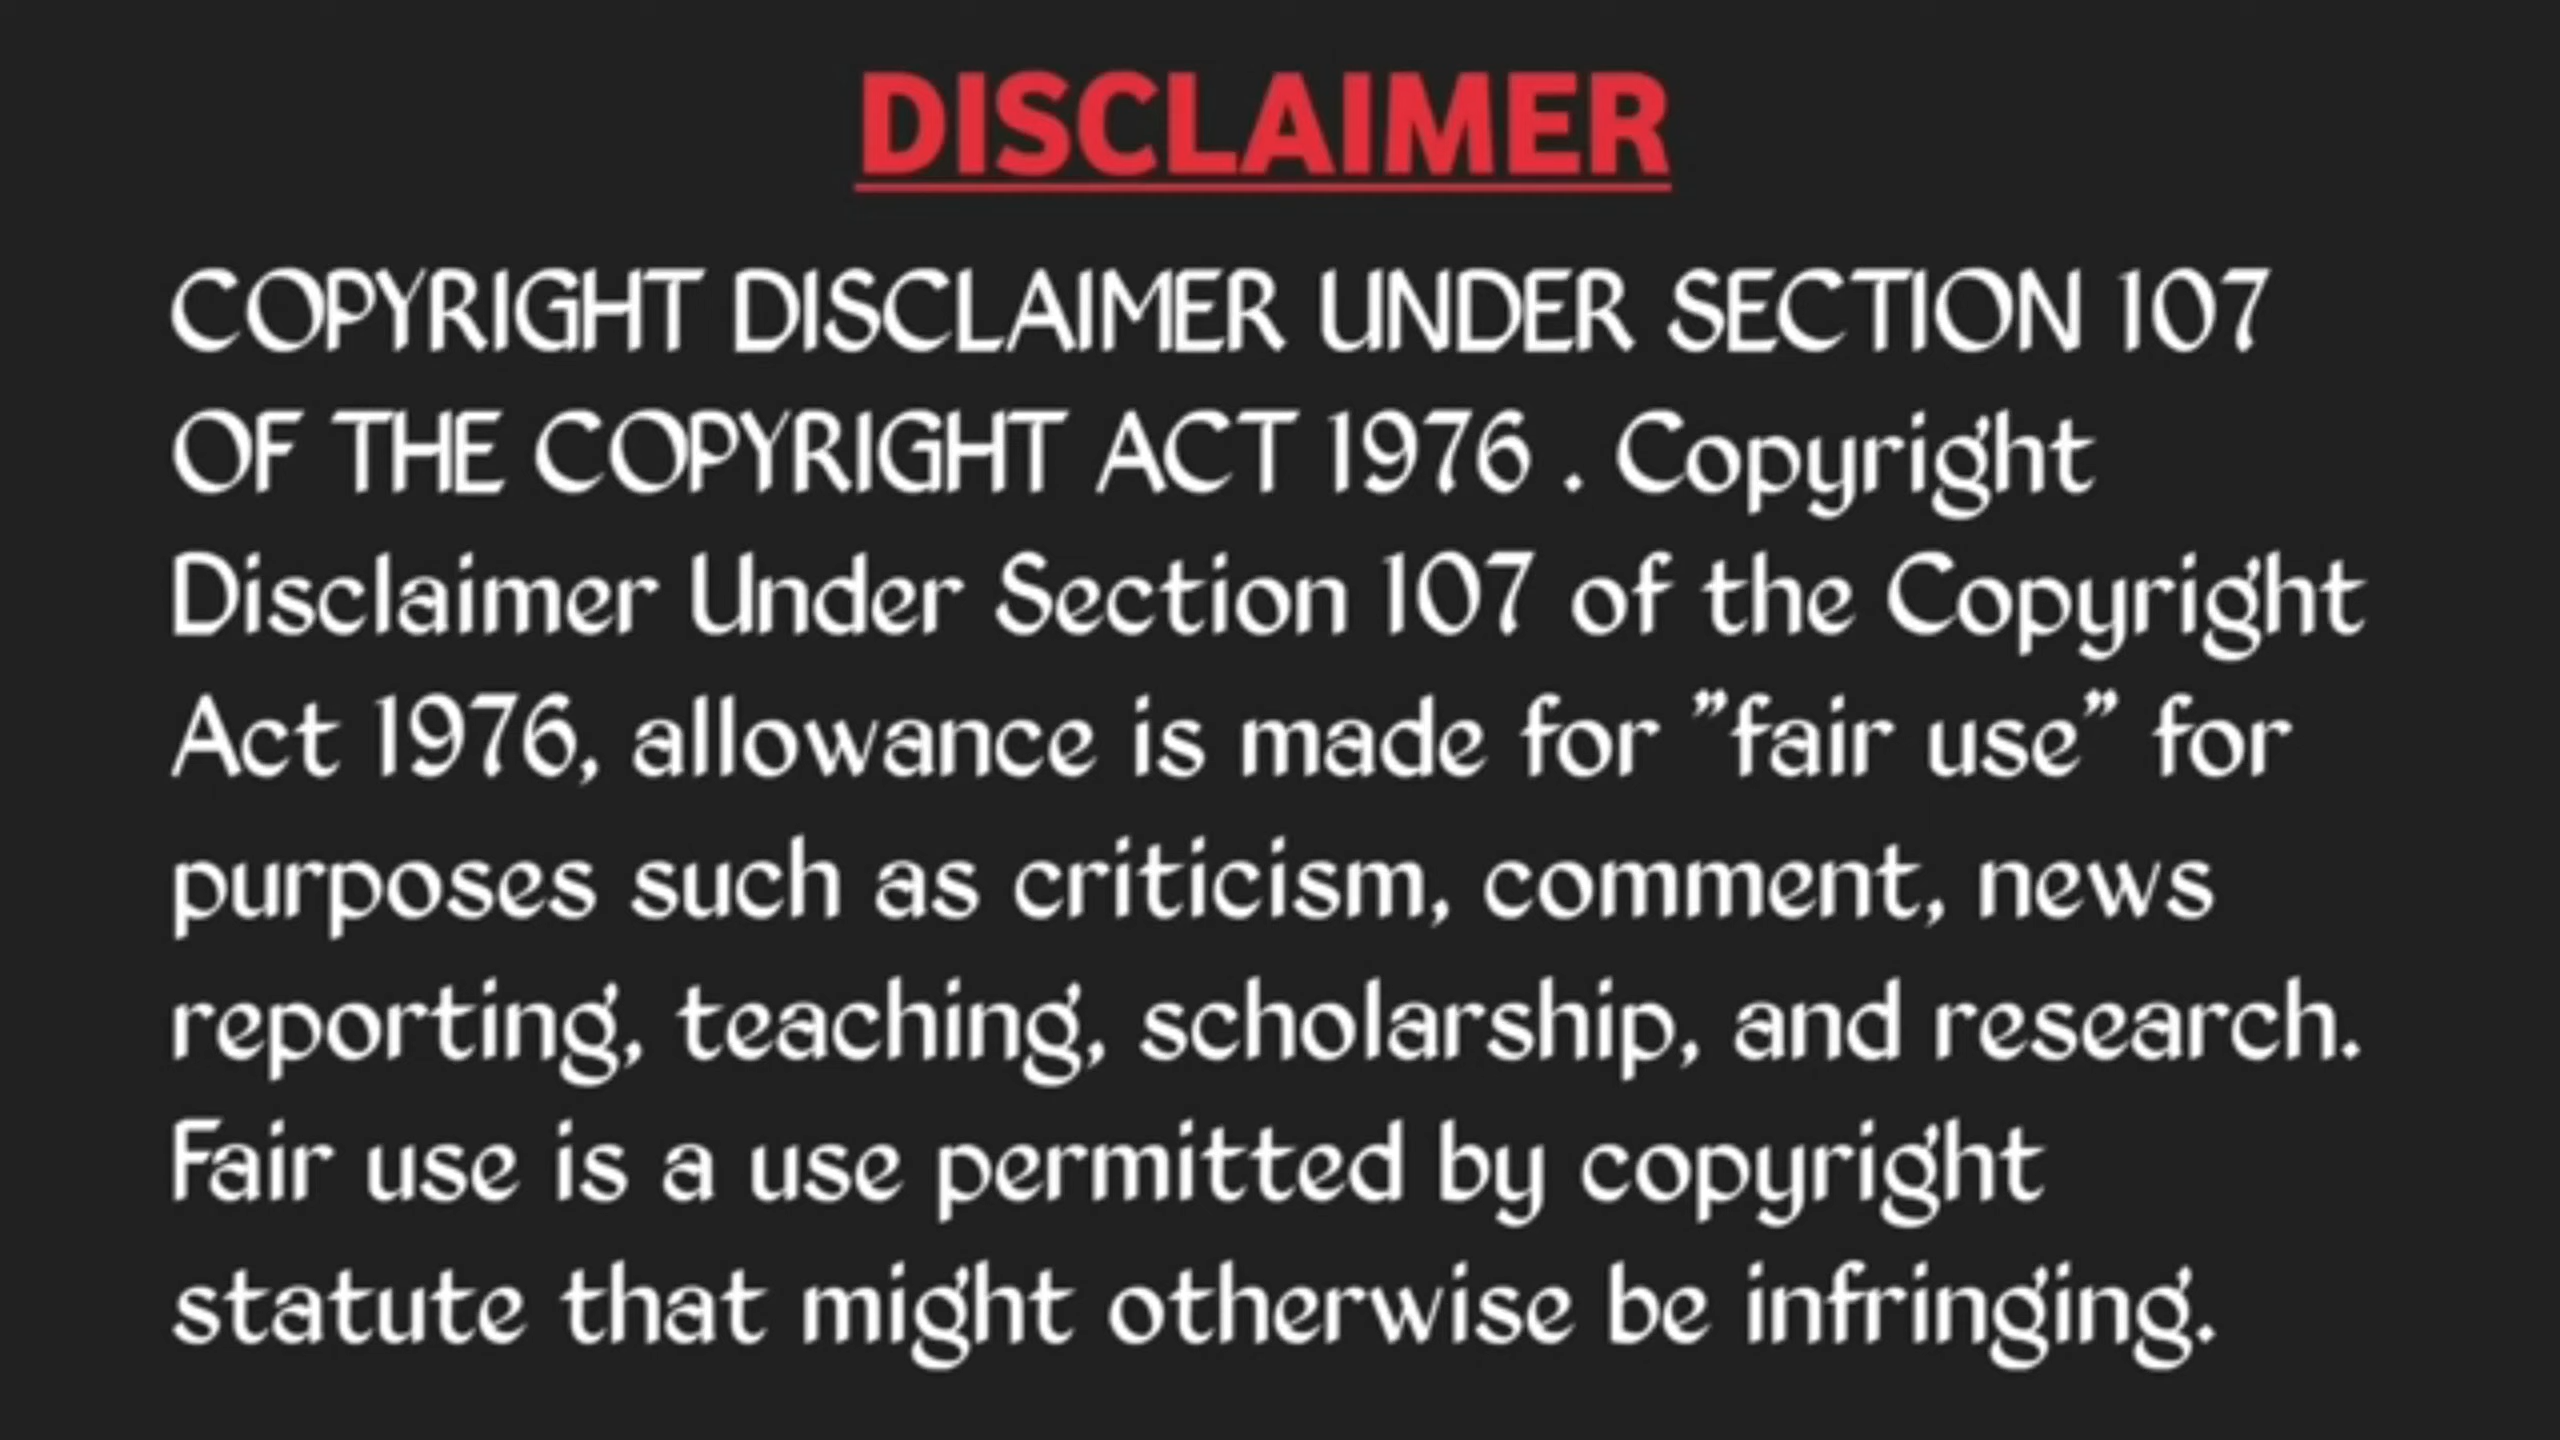 DISCLAIMER
COPYRIGHT DISCLAIMER UNDER SECTION 107
OF THE COPYRIGHT ACT 1976 . Copyright
Disclaimer Under Section 107 of the Copyright
Act 1976, allowance is made for ”fair use” for
purposes such as criticism, comment, news
reporting, teaching, scholarship, and research.
Fair use is a use permitted by copyright
statute that might otherwise be infringing.